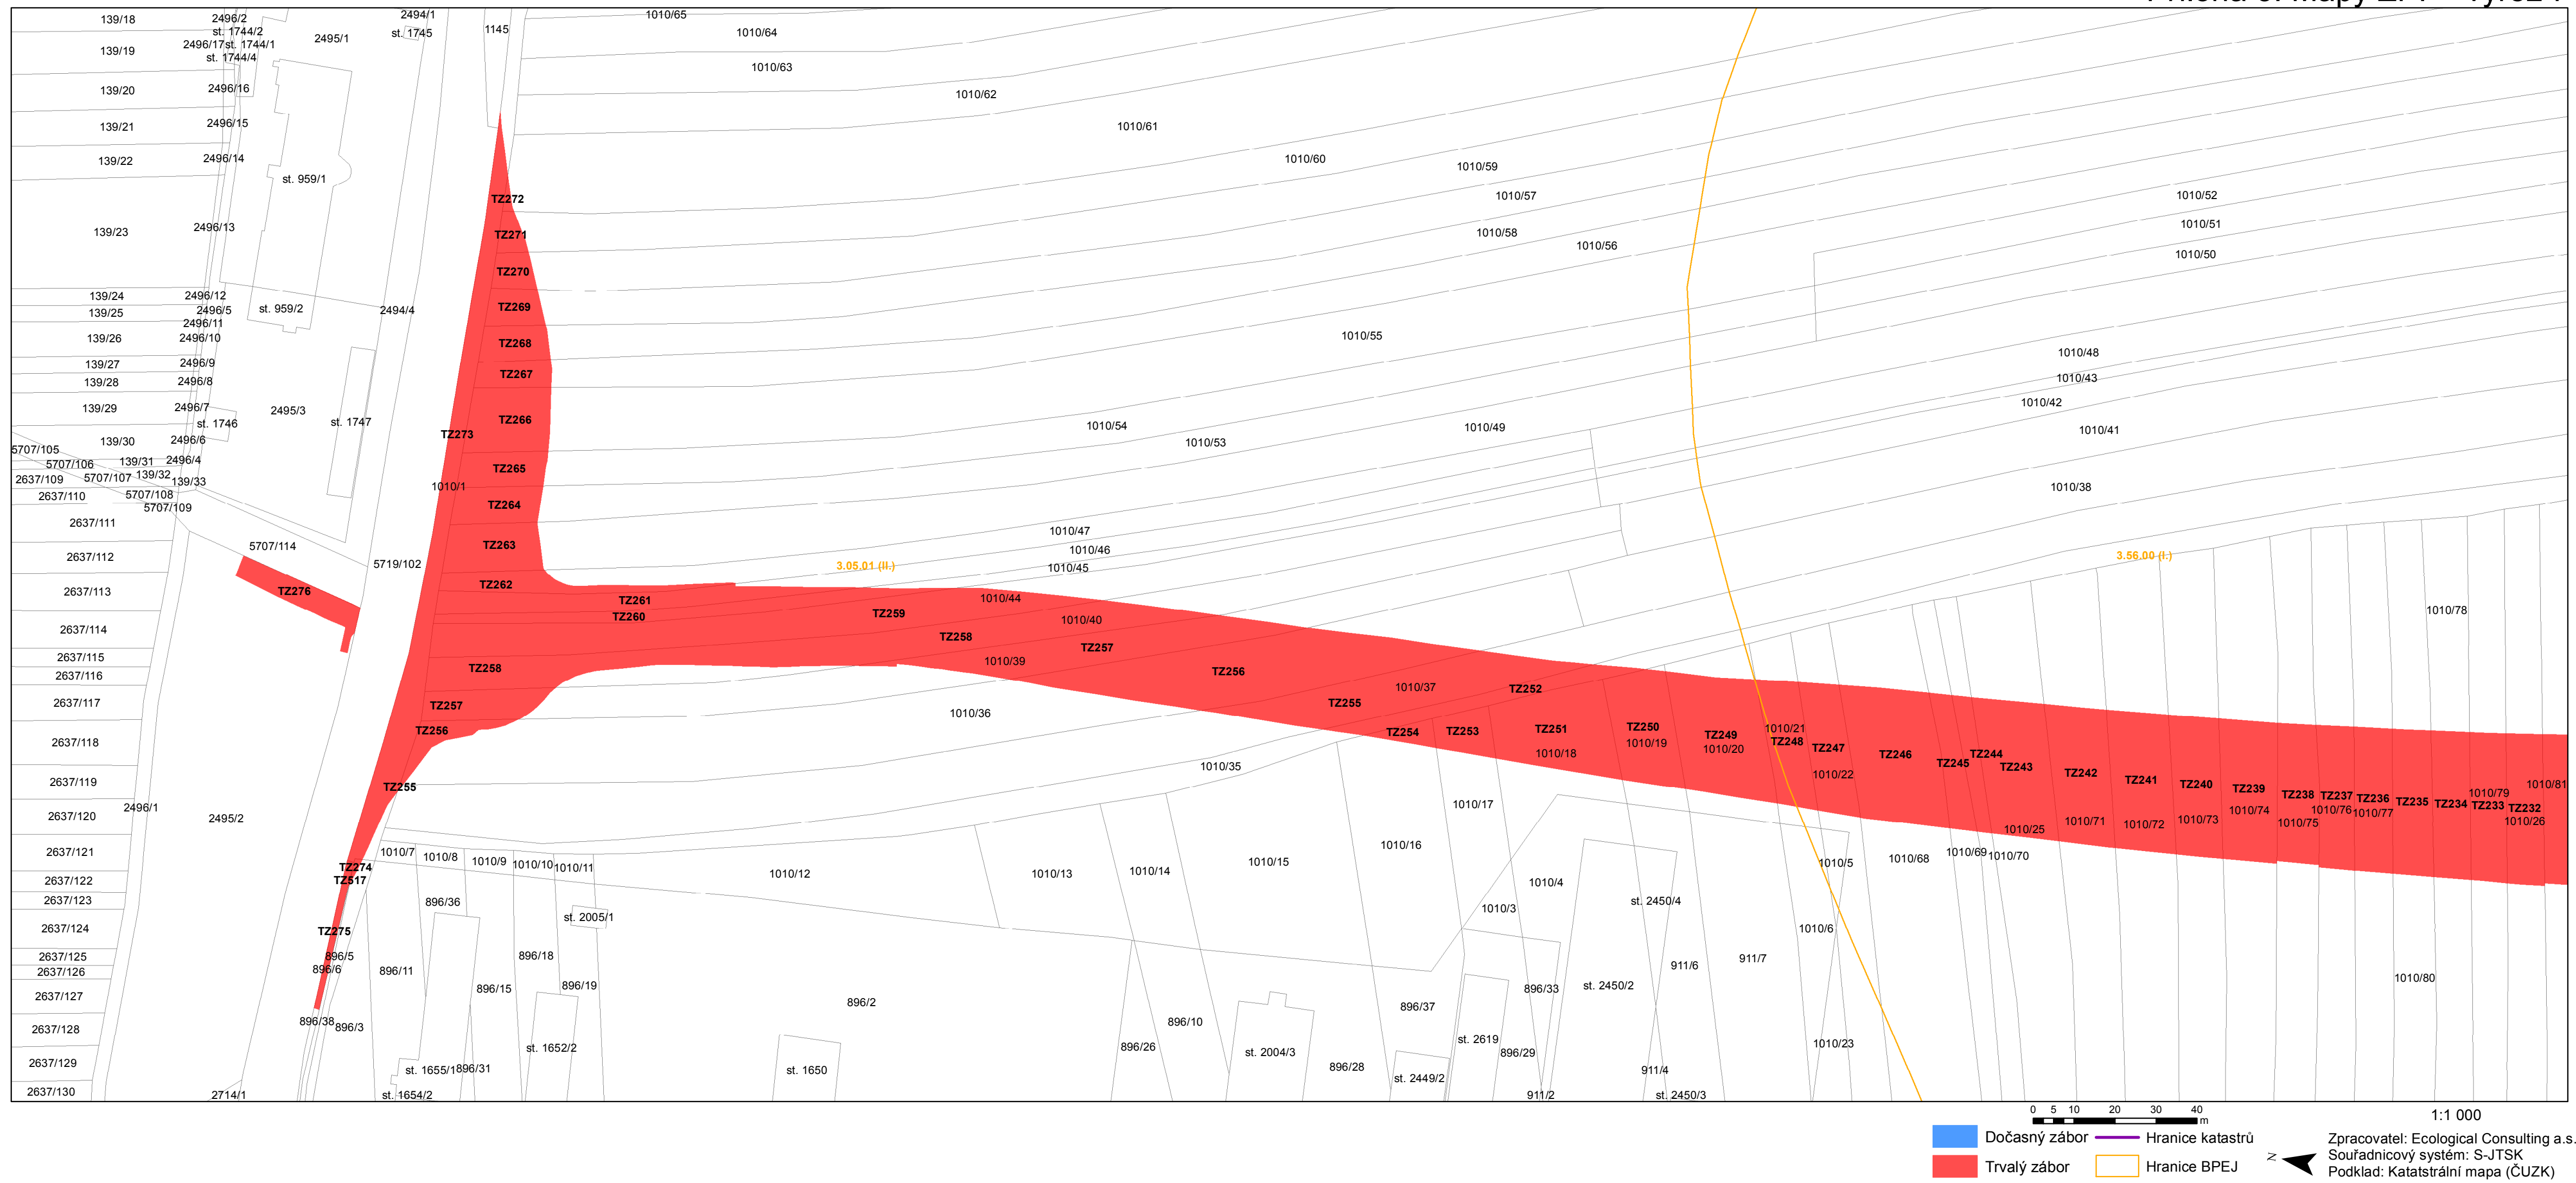 139/18
139/19
139/20
139/21
139/22
139/23
139/24
139/25
139/26
139/27
139/28
139/29
139/30
139/31
139/32
139/33
5707/105
5707/106
5707/107
5707/108
5707/109
2637/109
2637/110
2637/111
2637/112
2637/113
2637/114
2637/115
2637/116
2637/117
2637/118
2637/119
2637/120
2637/121
2637/122
2637/123
2637/124
2637/125
2637/126
2637/127
2637/128
2637/129
2637/130
2496/2
st. 1744/2
2496/17
st. 1744/1
st. 1744/4
2496/16
2496/15
2496/14
2496/13
2496/12
2496/5
2496/11
2496/10
2496/9
2496/8
2496/7
st. 1746
2496/6
2496/4
2495/1
2494/1
st. 1745
1145
st. 959/1
st. 959/2
2494/4
2495/3
st. 1747
5707/114
5719/102
TZ276
2496/1
2495/2
2714/1
1010/65
1010/64
1010/63
1010/62
1010/61
1010/60
1010/59
1010/57
1010/58
1010/56
1010/55
1010/54
1010/53
1010/49
1010/47
1010/46
1010/45
1010/44
1010/40
1010/39
1010/37
1010/36
1010/35
1010/52
1010/51
1010/50
1010/48
1010/43
1010/42
1010/41
1010/38
3.05.01 (II.)
3.56.00 (I.)
TZ272
TZ271
TZ270
TZ269
TZ268
TZ267
TZ266
TZ273
TZ265
1010/1
TZ264
TZ263
TZ262
TZ261
TZ260
TZ259
TZ258
TZ257
TZ256
TZ255
TZ258
TZ257
TZ256
TZ255
TZ274
TZ517
TZ275
TZ254
TZ253
TZ252
TZ251
1010/18
TZ250
1010/19
TZ249
1010/20
1010/21
TZ248
TZ247
1010/22
TZ246
TZ245
TZ244
TZ243
1010/25
TZ242
1010/71
TZ241
1010/72
TZ240
1010/73
TZ239
1010/74
TZ238
1010/75
TZ237
1010/76
TZ236
1010/77
TZ235
TZ234
1010/79
TZ233
TZ232
1010/26
1010/81
1010/78
1010/80
896/5
896/6
896/38
896/3
896/11
1010/7
1010/8
1010/9
1010/10
1010/11
1010/12
1010/13
1010/14
1010/15
1010/16
1010/17
896/36
st. 2005/1
896/15
896/18
896/19
st. 1652/2
st. 1655/1
896/31
st. 1654/2
896/2
st. 1650
896/26
896/10
st. 2004/3
896/28
896/37
st. 2449/2
st. 2619
896/29
896/33
1010/3
1010/4
911/2
st. 2450/2
st. 2450/4
911/6
911/7
911/4
st. 2450/3
1010/5
1010/6
1010/23
1010/68
1010/69
1010/70
0 5 10 20 30 40
m
1:1 000
Dočasný zábor
Trvalý zábor
Hranice katastrů
Hranice BPEJ
N
Zpracovatel: Ecological Consulting a.s.
Souřadnicový systém: S-JTSK
Podklad: Katatstrální mapa (ČUZK)